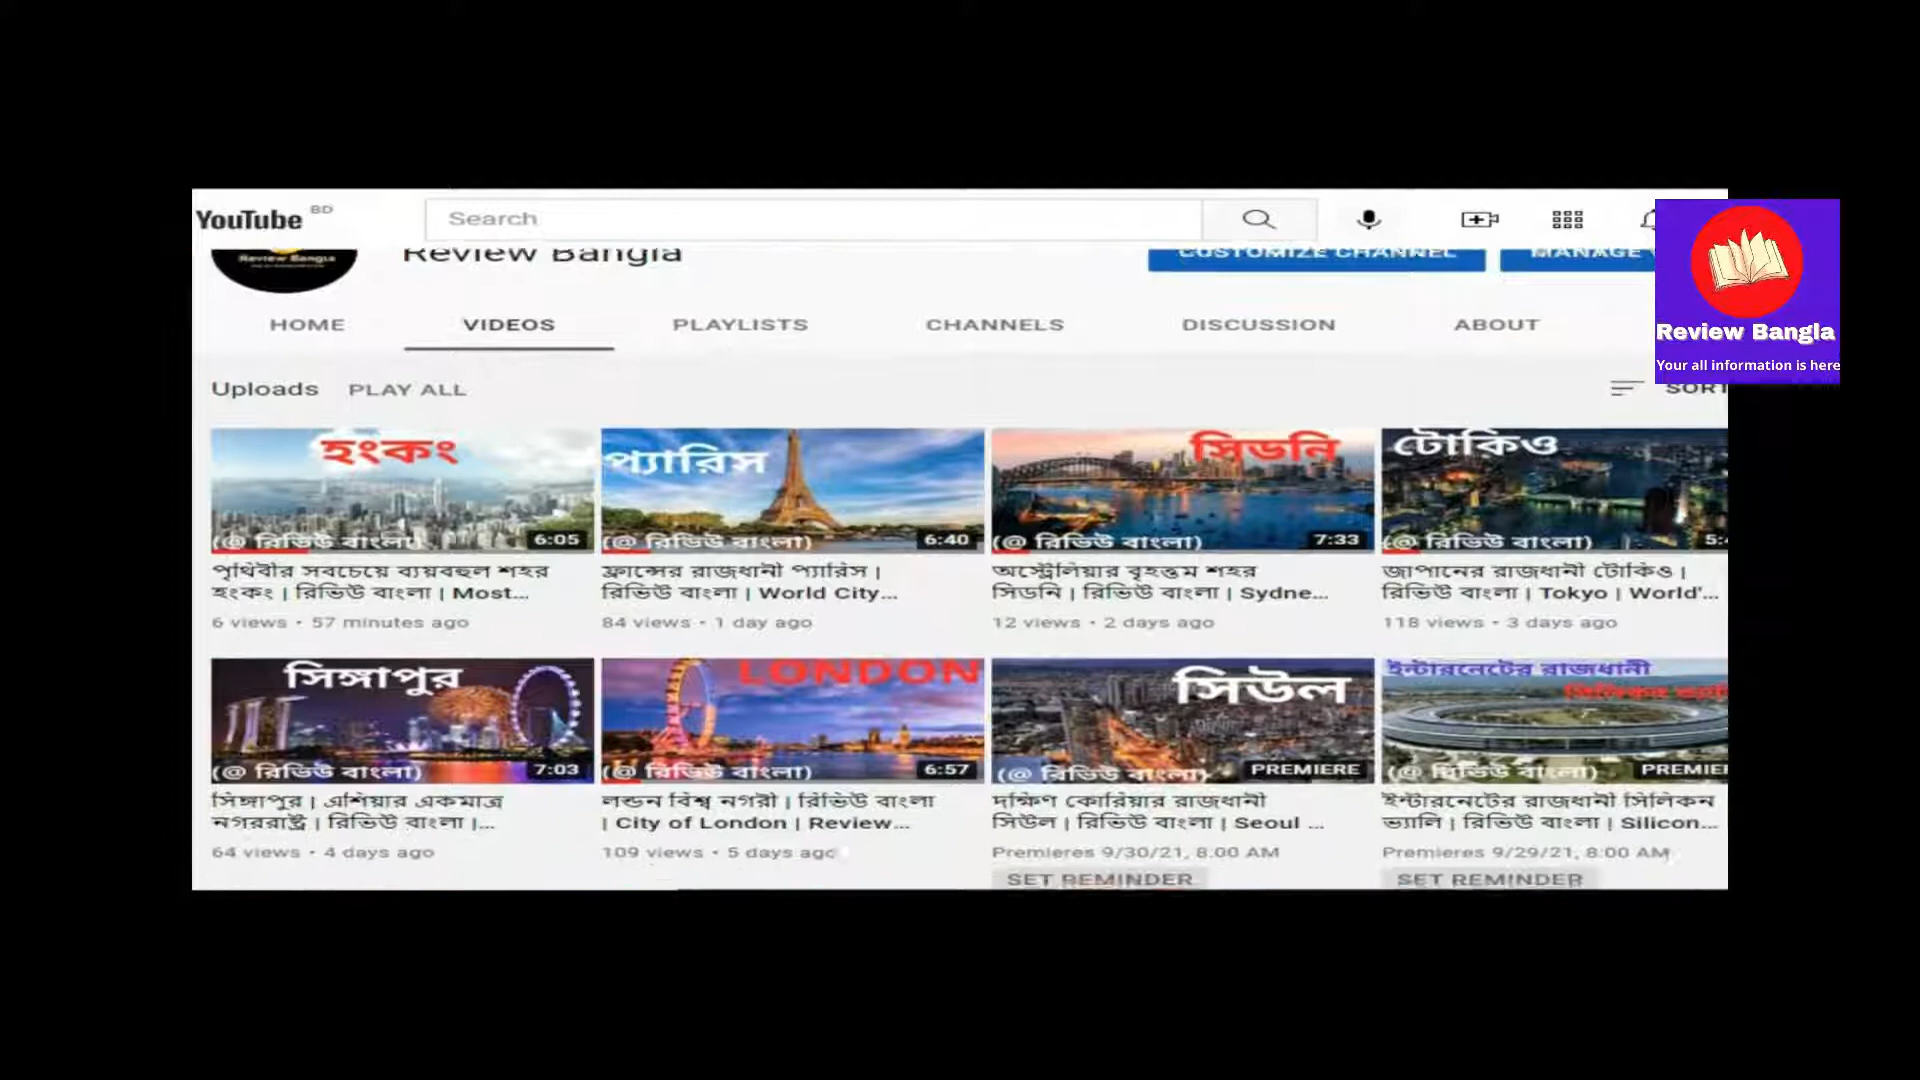 YouTube BD
Search
Review Bangla
CUSTOMIZE CHANNEL
MANAGE
HOME
VIDEOS
PLAYLISTS
CHANNELS
DISCUSSION
ABOUT
Review Bangla
Your all information is here
Uploads
PLAY ALL
SORT
হংকং
(@ রিভিউ বাংলা)
6:05
প্যারিস
(@ রিভিউ বাংলা)
6:40
সিডনি
(@ রিভিউ বাংলা)
7:33
টোকিও
(@ রিভিউ বাংলা)
পৃথিবীর সবচেয়ে ব্যয়বহুল শহর
হংকং | রিভিউ বাংলা | Most...
6 views • 57 minutes ago
ফ্রান্সের রাজধানী প্যারিস |
রিভিউ বাংলা | World City...
84 views • 1 day ago
অস্ট্রেলিয়ার বৃহত্তম শহর
সিডনি | রিভিউ বাংলা | Sydne...
12 views • 2 days ago
জাপানের রাজধানী টোকিও |
রিভিউ বাংলা | Tokyo | World'...
118 views • 3 days ago
সিঙ্গাপুর
(@ রিভিউ বাংলা)
7:03
LONDON
(@ রিভিউ বাংলা)
6:57
সিউল
(@ রিভিউ বাংলা)
PREMIERE
ইন্টারনেটের রাজধানী
(@ রিভিউ বাংলা)
সিঙ্গাপুর | এশিয়ার একমাত্র
নগররাষ্ট্র | রিভিউ বাংলা |...
64 views • 4 days ago
লন্ডন বিশ্ব নগরী | রিভিউ বাংলা
| City of London | Review...
109 views • 5 days ago
দক্ষিণ কোরিয়ার রাজধানী
সিউল | রিভিউ বাংলা | Seoul ...
Premieres 9/30/21, 8:00 AM
SET REMINDER
ইন্টারনেটের রাজধানী সিলিকন
ভ্যালি | রিভিউ বাংলা | Silicon...
Premieres 9/29/21, 8:00 AM
SET REMINDER